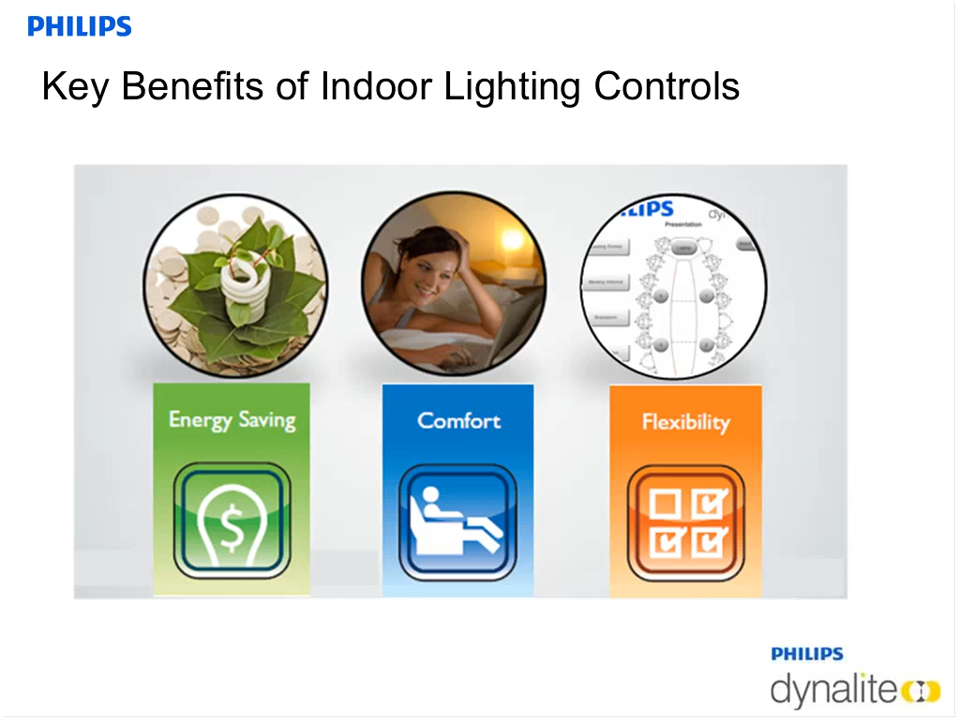 PHILIPS
Key Benefits of Indoor Lighting Controls
Presentation
Energy Saving
Comfort
Flexibility
$
PHILIPS
dynalite